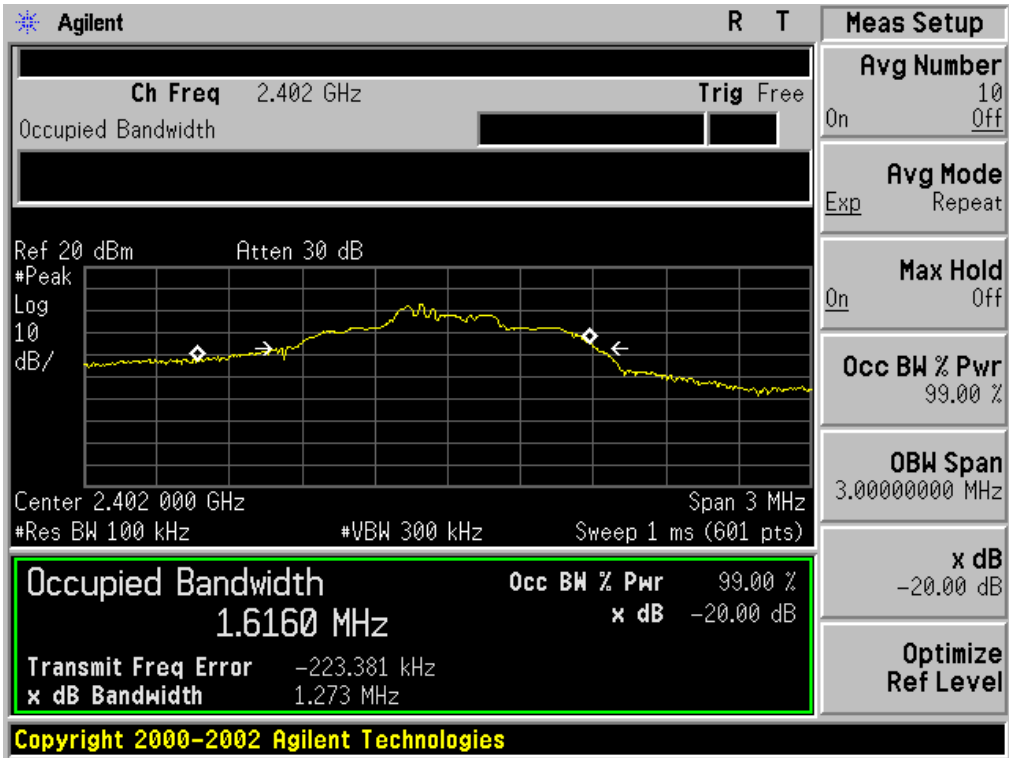 Agilent R T Meas Setup
Avg Number
10
On Off
Ch Freq 2.402 GHz Trig Free
Occupied Bandwidth
Avg Mode
Exp Repeat
Ref 20 dBm Atten 30 dB
#Peak
Log
10
dB/
Max Hold
On Off
Occ BW % Pwr
99.00 %
OBW Span
3.00000000 MHz
Center 2.402 000 GHz Span 3 MHz
#Res BW 100 kHz #VBW 300 kHz Sweep 1 ms (601 pts)
x dB
-20.00 dB
Occupied Bandwidth Occ BW % Pwr 99.00 %
1.6160 MHz x dB -20.00 dB
Transmit Freq Error -223.381 kHz
x dB Bandwidth 1.273 MHz
Optimize
Ref Level
Copyright 2000-2002 Agilent Technologies